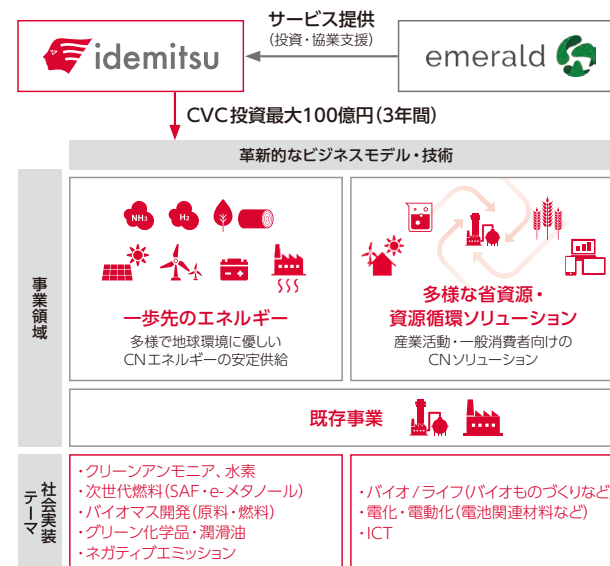 idemitsu
サービス提供
(投資・協業支援)
emerald
CVC投資最大100億円(3年間)
革新的なビジネスモデル・技術
事業領域
NH3
H2
一歩先のエネルギー
多様で地球環境に優しい
CNエネルギーの安定供給
多様な省資源・
資源循環ソリューション
産業活動・一般消費者向けの
CNソリューション
既存事業
社会実装
テーマ
・クリーンアンモニア、水素
・次世代燃料(SAF・e-メタノール)
・バイオマス開発(原料・燃料)
・グリーン化学品・潤滑油
・ネガティブエミッション
・バイオ/ライフ(バイオものづくりなど
・電化・電動化(電池関連材料など)
・ICT